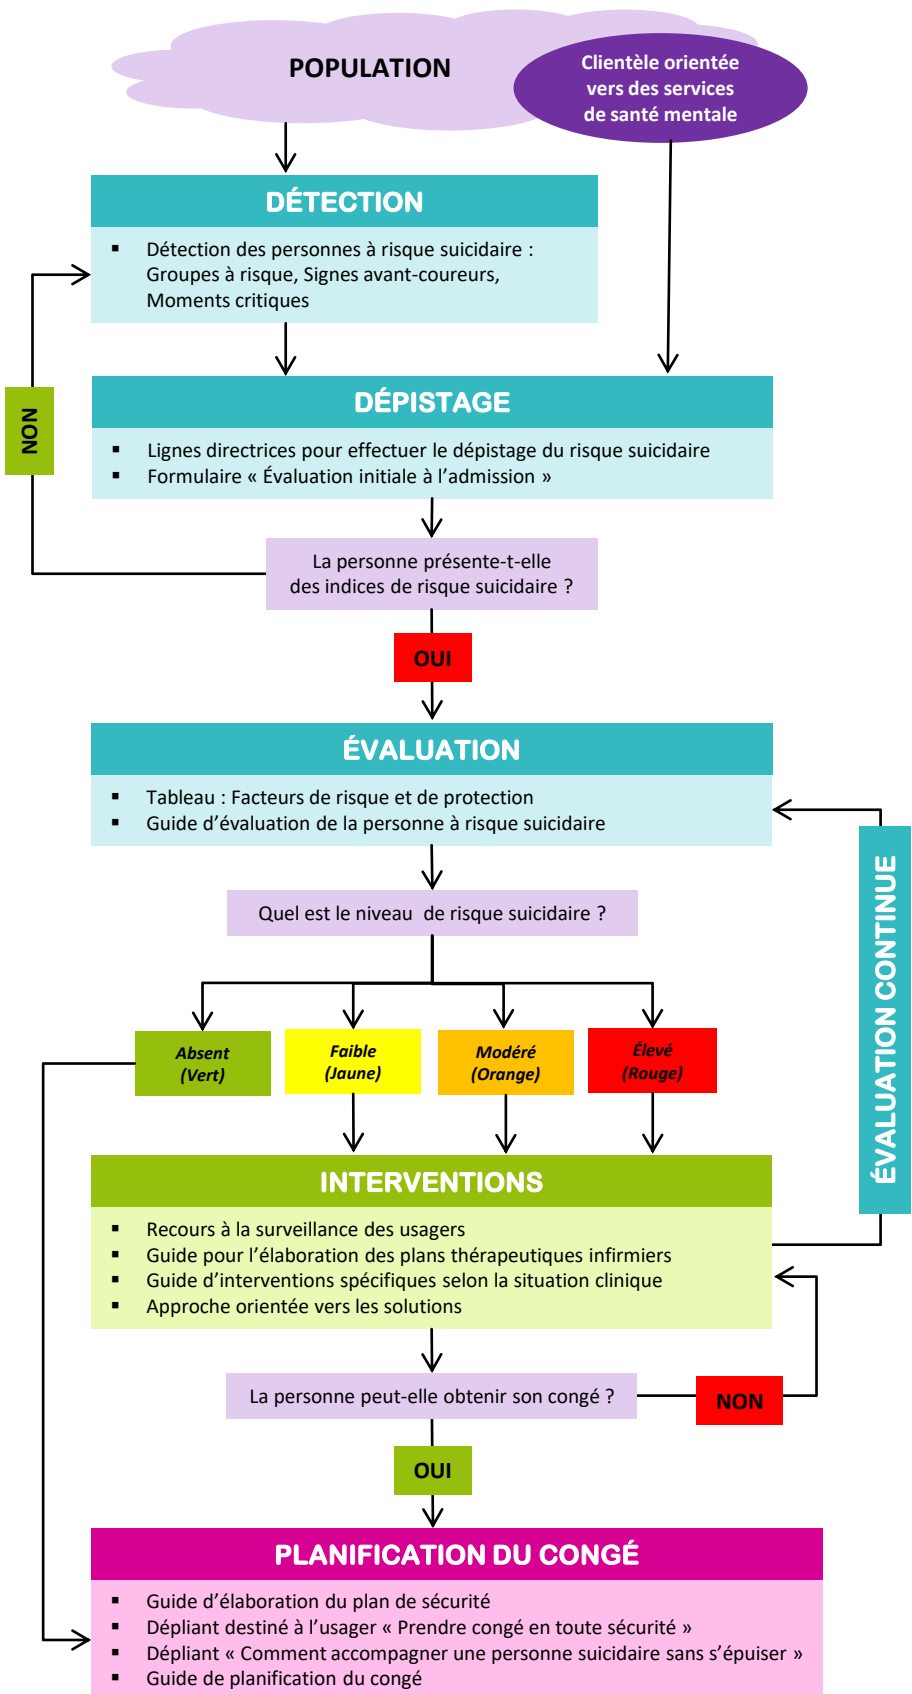 POPULATION
Clientèle orientée
vers des services
de santé mentale
DÉTECTION
▪ Détection des personnes à risque suicidaire :
Groupes à risque, Signes avant-coureurs,
Moments critiques
NON
DÉPISTAGE
▪ Lignes directrices pour effectuer le dépistage du risque suicidaire
▪ Formulaire « Évaluation initiale à l’admission »
La personne présente-t-elle
des indices de risque suicidaire ?
OUI
ÉVALUATION
▪ Tableau : Facteurs de risque et de protection
▪ Guide d’évaluation de la personne à risque suicidaire
ÉVALUATION CONTINUE
Quel est le niveau de risque suicidaire ?
Absent
(Vert)
Faible
(Jaune)
Modéré
(Orange)
Élevé
(Rouge)
INTERVENTIONS
▪ Recours à la surveillance des usagers
▪ Guide pour l’élaboration des plans thérapeutiques infirmiers
▪ Guide d’interventions spécifiques selon la situation clinique
▪ Approche orientée vers les solutions
La personne peut-elle obtenir son congé ?
NON
OUI
PLANIFICATION DU CONGÉ
▪ Guide d’élaboration du plan de sécurité
▪ Dépliant destiné à l’usager « Prendre congé en toute sécurité »
▪ Dépliant « Comment accompagner une personne suicidaire sans s’épuiser »
▪ Guide de planification du congé